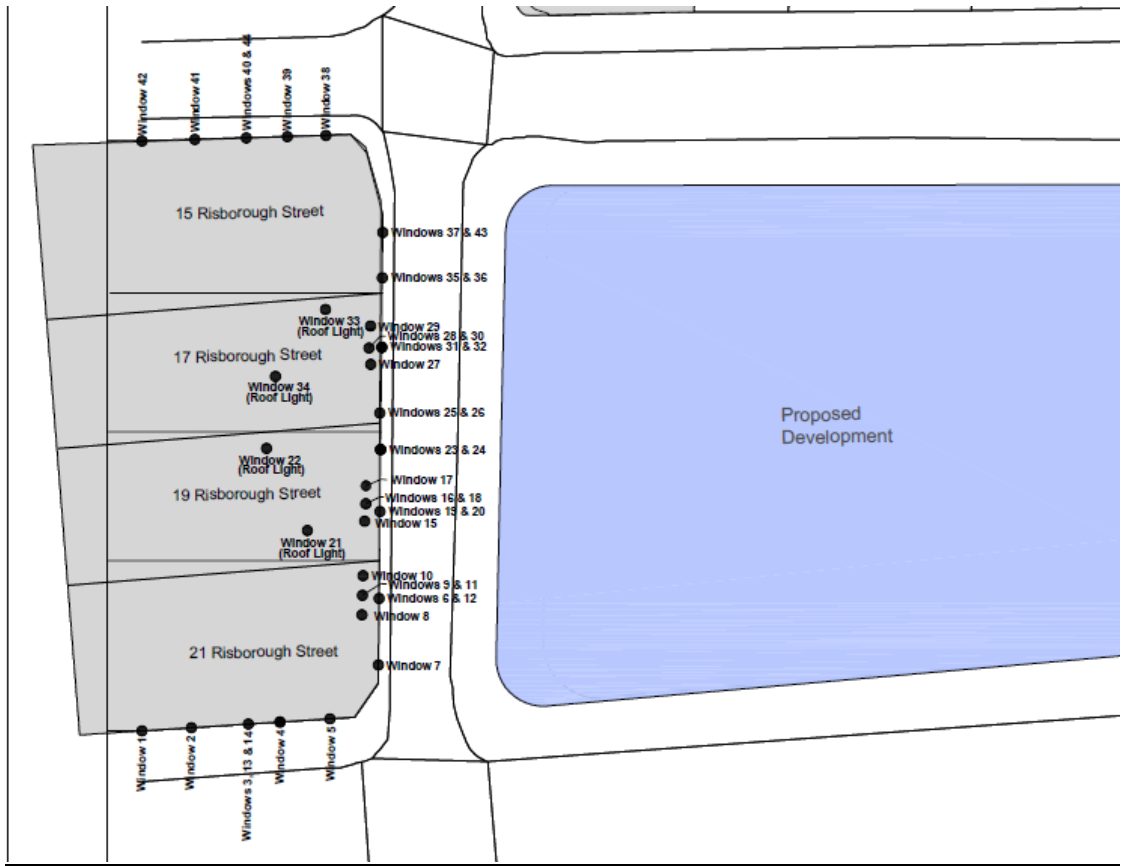 Window 42
Window 41
Windows 40 & 44
Window 39
Window 38
15 Risborough Street
Windows 37 & 43
Windows 35 & 36
Window 33
(Roof Light)
Window 29
Windows 28 & 30
Windows 31 & 32
17 Risborough Street
Window 27
Window 34
(Roof Light)
Windows 25 & 26
Proposed
Development
Windows 23 & 24
Window 22
(Roof Light)
Window 17
19 Risborough Street
Windows 16 & 18
Windows 19 & 20
Window 15
Window 21
(Roof Light)
Window 10
Windows 9 & 11
Windows 6 & 12
Window 8
21 Risborough Street
Window 7
Window 1
Window 2
Windows 3, 13 & 14
Window 4
Window 5